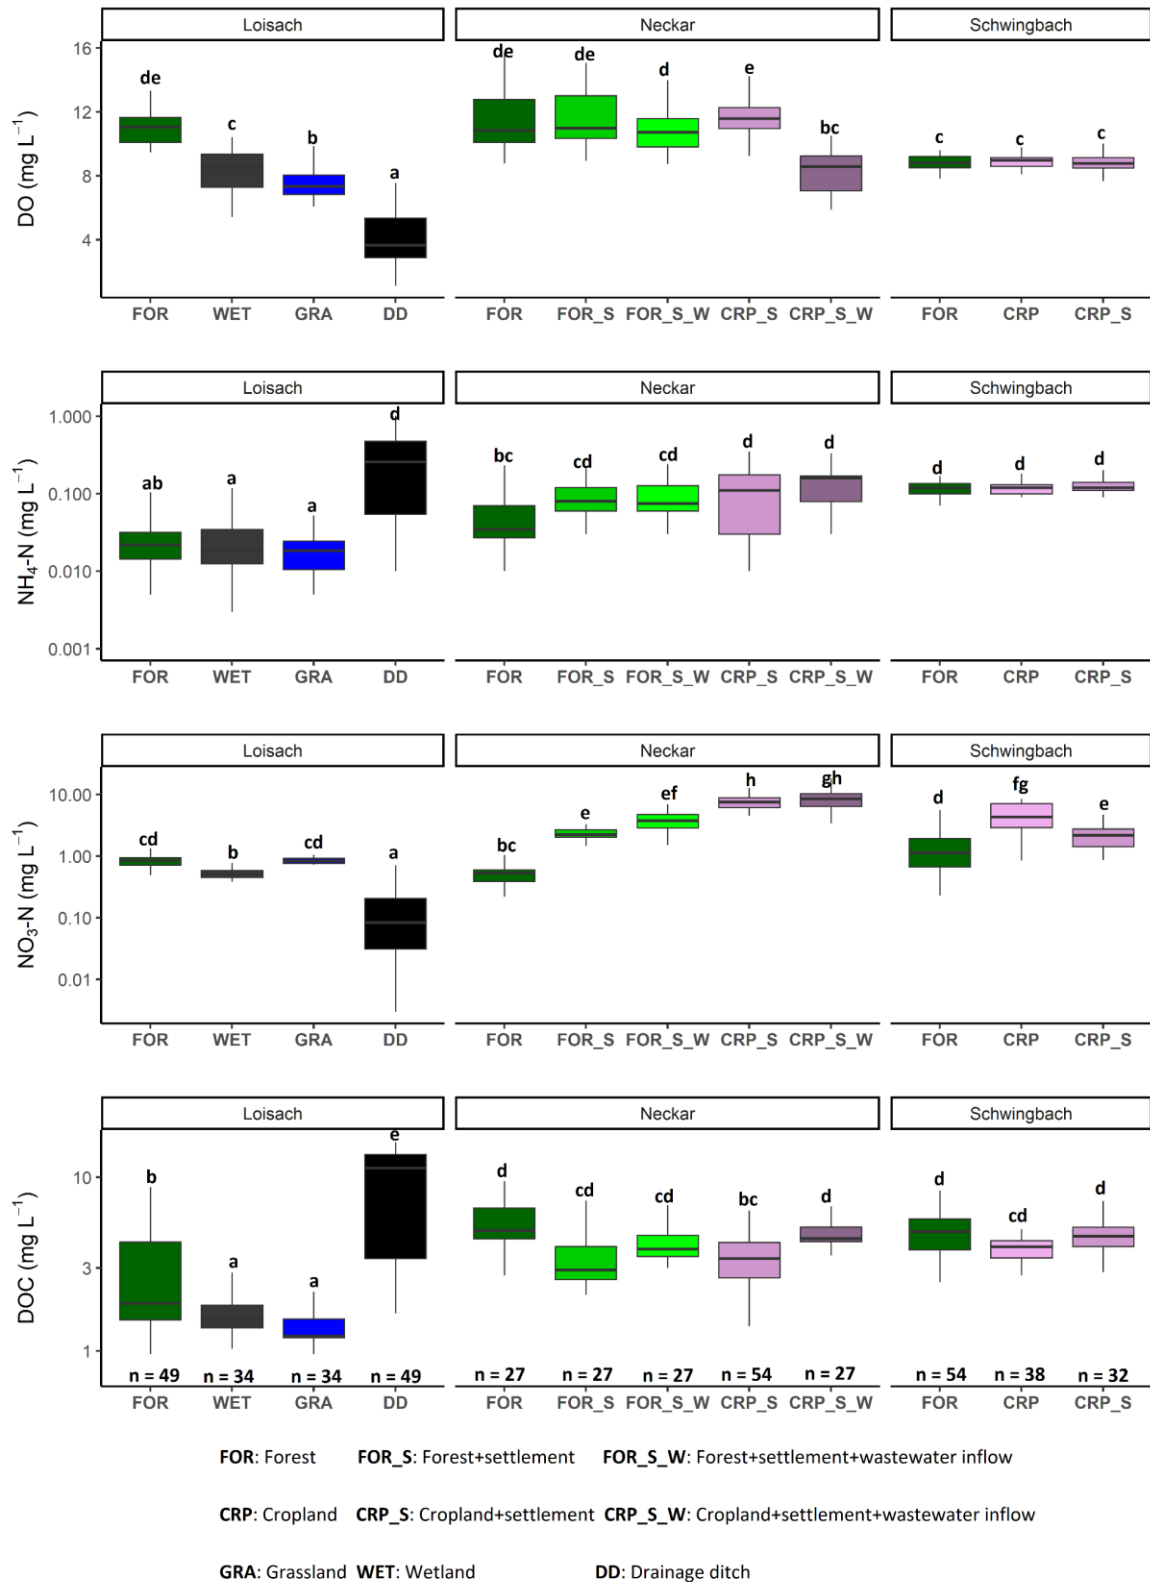 Loisach Neckar Schwingbach
DO (mg L⁻¹)
16
12
8
4
de c b a de de d e bc c c c
FOR WET GRA DD FOR FOR_S FOR_S_W CRP_S CRP_S_W FOR CRP CRP_S
Loisach Neckar Schwingbach
NH₄-N (mg L⁻¹)
1.000
0.100
0.010
0.001
ab a a d bc cd cd d d d d d
FOR WET GRA DD FOR FOR_S FOR_S_W CRP_S CRP_S_W FOR CRP CRP_S
Loisach Neckar Schwingbach
NO₃-N (mg L⁻¹)
10.00
1.00
0.10
0.01
cd b cd a bc e ef h gh d fg e
FOR WET GRA DD FOR FOR_S FOR_S_W CRP_S CRP_S_W FOR CRP CRP_S
Loisach Neckar Schwingbach
DOC (mg L⁻¹)
10
3
1
b a a e d cd cd bc d d cd d
n = 49 n = 34 n = 34 n = 49 n = 27 n = 27 n = 27 n = 54 n = 27 n = 54 n = 38 n = 32
FOR WET GRA DD FOR FOR_S FOR_S_W CRP_S CRP_S_W FOR CRP CRP_S
FOR: Forest FOR_S: Forest+settlement FOR_S_W: Forest+settlement+wastewater inflow
CRP: Cropland CRP_S: Cropland+settlement CRP_S_W: Cropland+settlement+wastewater inflow
GRA: Grassland WET: Wetland DD: Drainage ditch